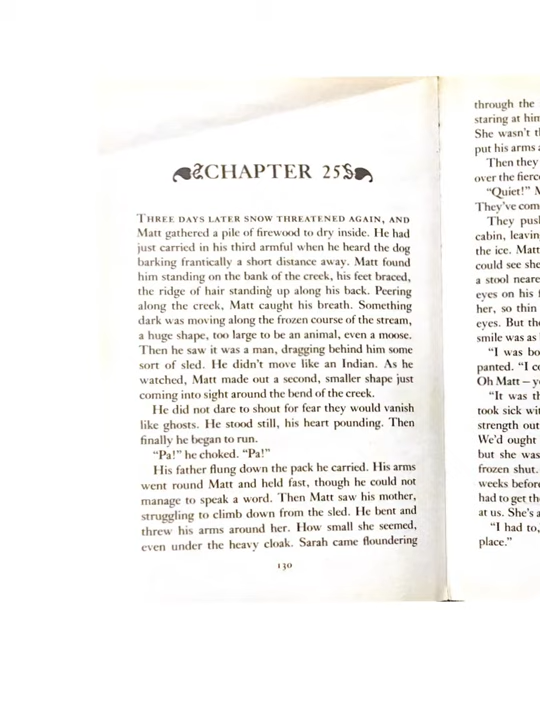 CHAPTER 25
THREE DAYS LATER SNOW THREATENED AGAIN, AND
Matt gathered a pile of firewood to dry inside. He had
just carried in his third armful when he heard the dog
barking frantically a short distance away. Matt found
him standing on the bank of the creek, his feet braced,
the ridge of hair standing up along his back. Peering
along the creek, Matt caught his breath. Something
dark was moving along the frozen course of the stream,
a huge shape, too large to be an animal, even a moose.
Then he saw it was a man, dragging behind him some
sort of sled. He didn't move like an Indian. As he
watched, Matt made out a second, smaller shape just
coming into sight around the bend of the creek.
He did not dare to shout for fear they would vanish
like ghosts. He stood still, his heart pounding. Then
finally he began to run.
"Pa!" he choked. "Pa!"
His father flung down the pack he carried. His arms
went round Matt and held fast, though he could not
manage to speak a word. Then Matt saw his mother,
struggling to climb down from the sled. He bent and
threw his arms around her. How small she seemed,
even under the heavy cloak. Sarah came floundering
130
through the
staring at him
She wasn't
put his arms
Then they
over the
"Quiet!"
They've
They
cabin,
the ice. Matt
could see she
a stool
eyes on his
her, so thin
eyes. But
smile was as
"I was
panted. "I
Oh Matt – 
"It was
took sick
strength out
We'd ought
but she was
frozen shut.
weeks before
had to get
at us. She's
"I had to,
place."